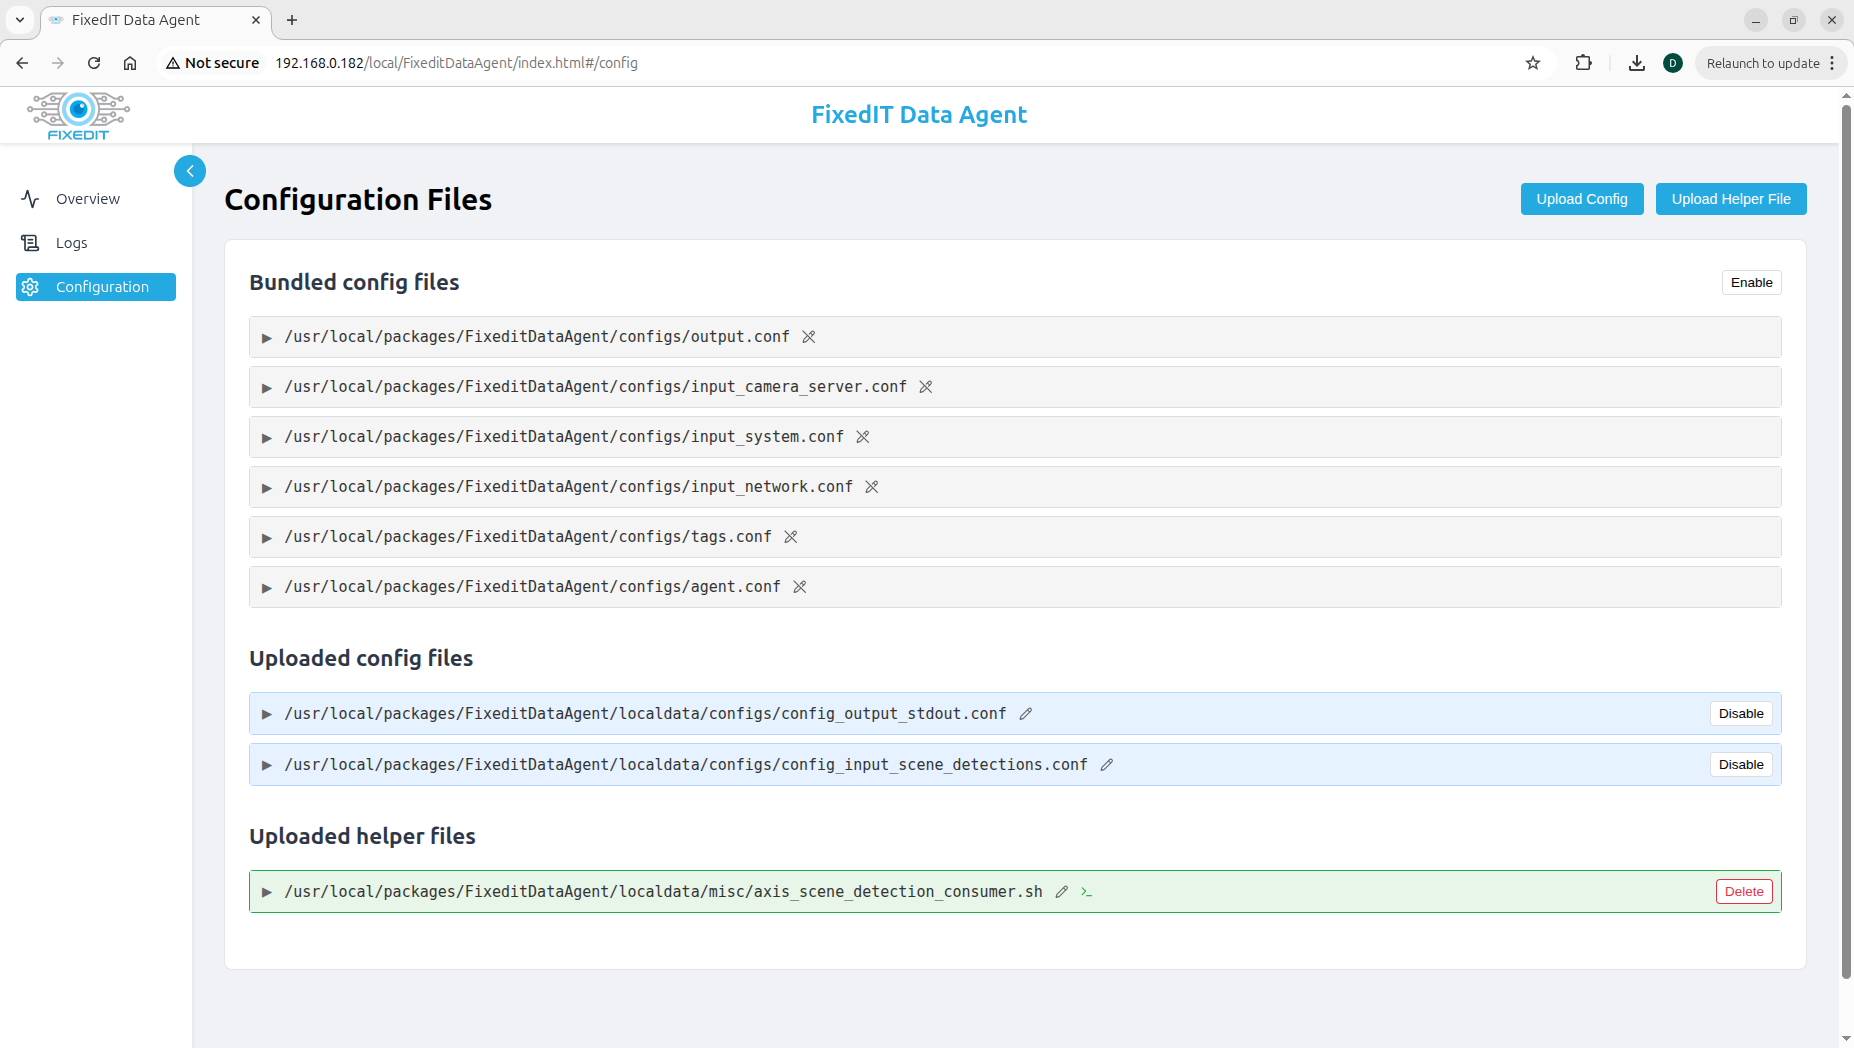 FixedIT Data Agent
Not secure 192.168.0.182/local/FixeditDataAgent/index.html#/config
D
Relaunch to update
FIXEDIT
FixedIT Data Agent
Overview
Logs
Configuration
Configuration Files
Upload Config
Upload Helper File
Bundled config files
Enable
/usr/local/packages/FixeditDataAgent/configs/output.conf
/usr/local/packages/FixeditDataAgent/configs/input_camera_server.conf
/usr/local/packages/FixeditDataAgent/configs/input_system.conf
/usr/local/packages/FixeditDataAgent/configs/input_network.conf
/usr/local/packages/FixeditDataAgent/configs/tags.conf
/usr/local/packages/FixeditDataAgent/configs/agent.conf
Uploaded config files
/usr/local/packages/FixeditDataAgent/localdata/configs/config_output_stdout.conf
Disable
/usr/local/packages/FixeditDataAgent/localdata/configs/config_input_scene_detections.conf
Disable
Uploaded helper files
/usr/local/packages/FixeditDataAgent/localdata/misc/axis_scene_detection_consumer.sh
Delete